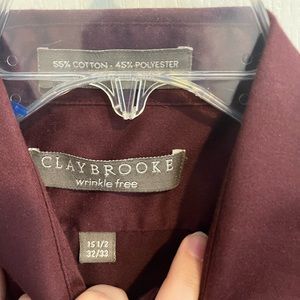 55% COTTON - 45% POLYESTER
CLAYBROOKE
wrinkle free
15 1/2
32/33